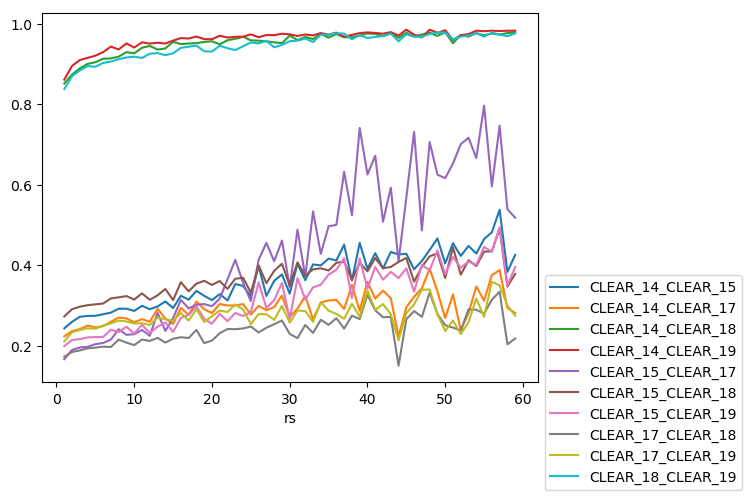 1.0
0.8
0.6
0.4
0.2
0
10
20
30
40
50
60
rs
CLEAR_14_CLEAR_15
CLEAR_14_CLEAR_17
CLEAR_14_CLEAR_18
CLEAR_14_CLEAR_19
CLEAR_15_CLEAR_17
CLEAR_15_CLEAR_18
CLEAR_15_CLEAR_19
CLEAR_17_CLEAR_18
CLEAR_17_CLEAR_19
CLEAR_18_CLEAR_19